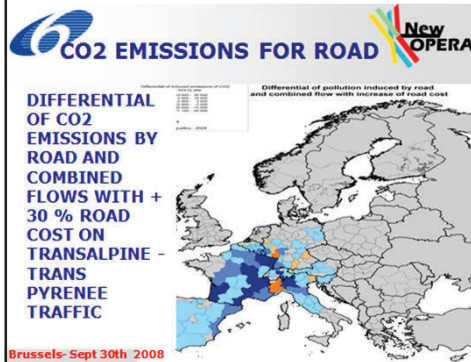 6
New
OPERA
CO2 EMISSIONS FOR ROAD
DIFFERENTIAL
OF CO2
EMISSIONS BY
ROAD AND
COMBINED
FLOWS WITH +
30 % ROAD
COST ON
TRANSALPINE -
TRANS
PYRENEE
TRAFFIC
Differential of pollution induced by road
and combined flow with increase of road cost
Brussels- Sept 30th 2008